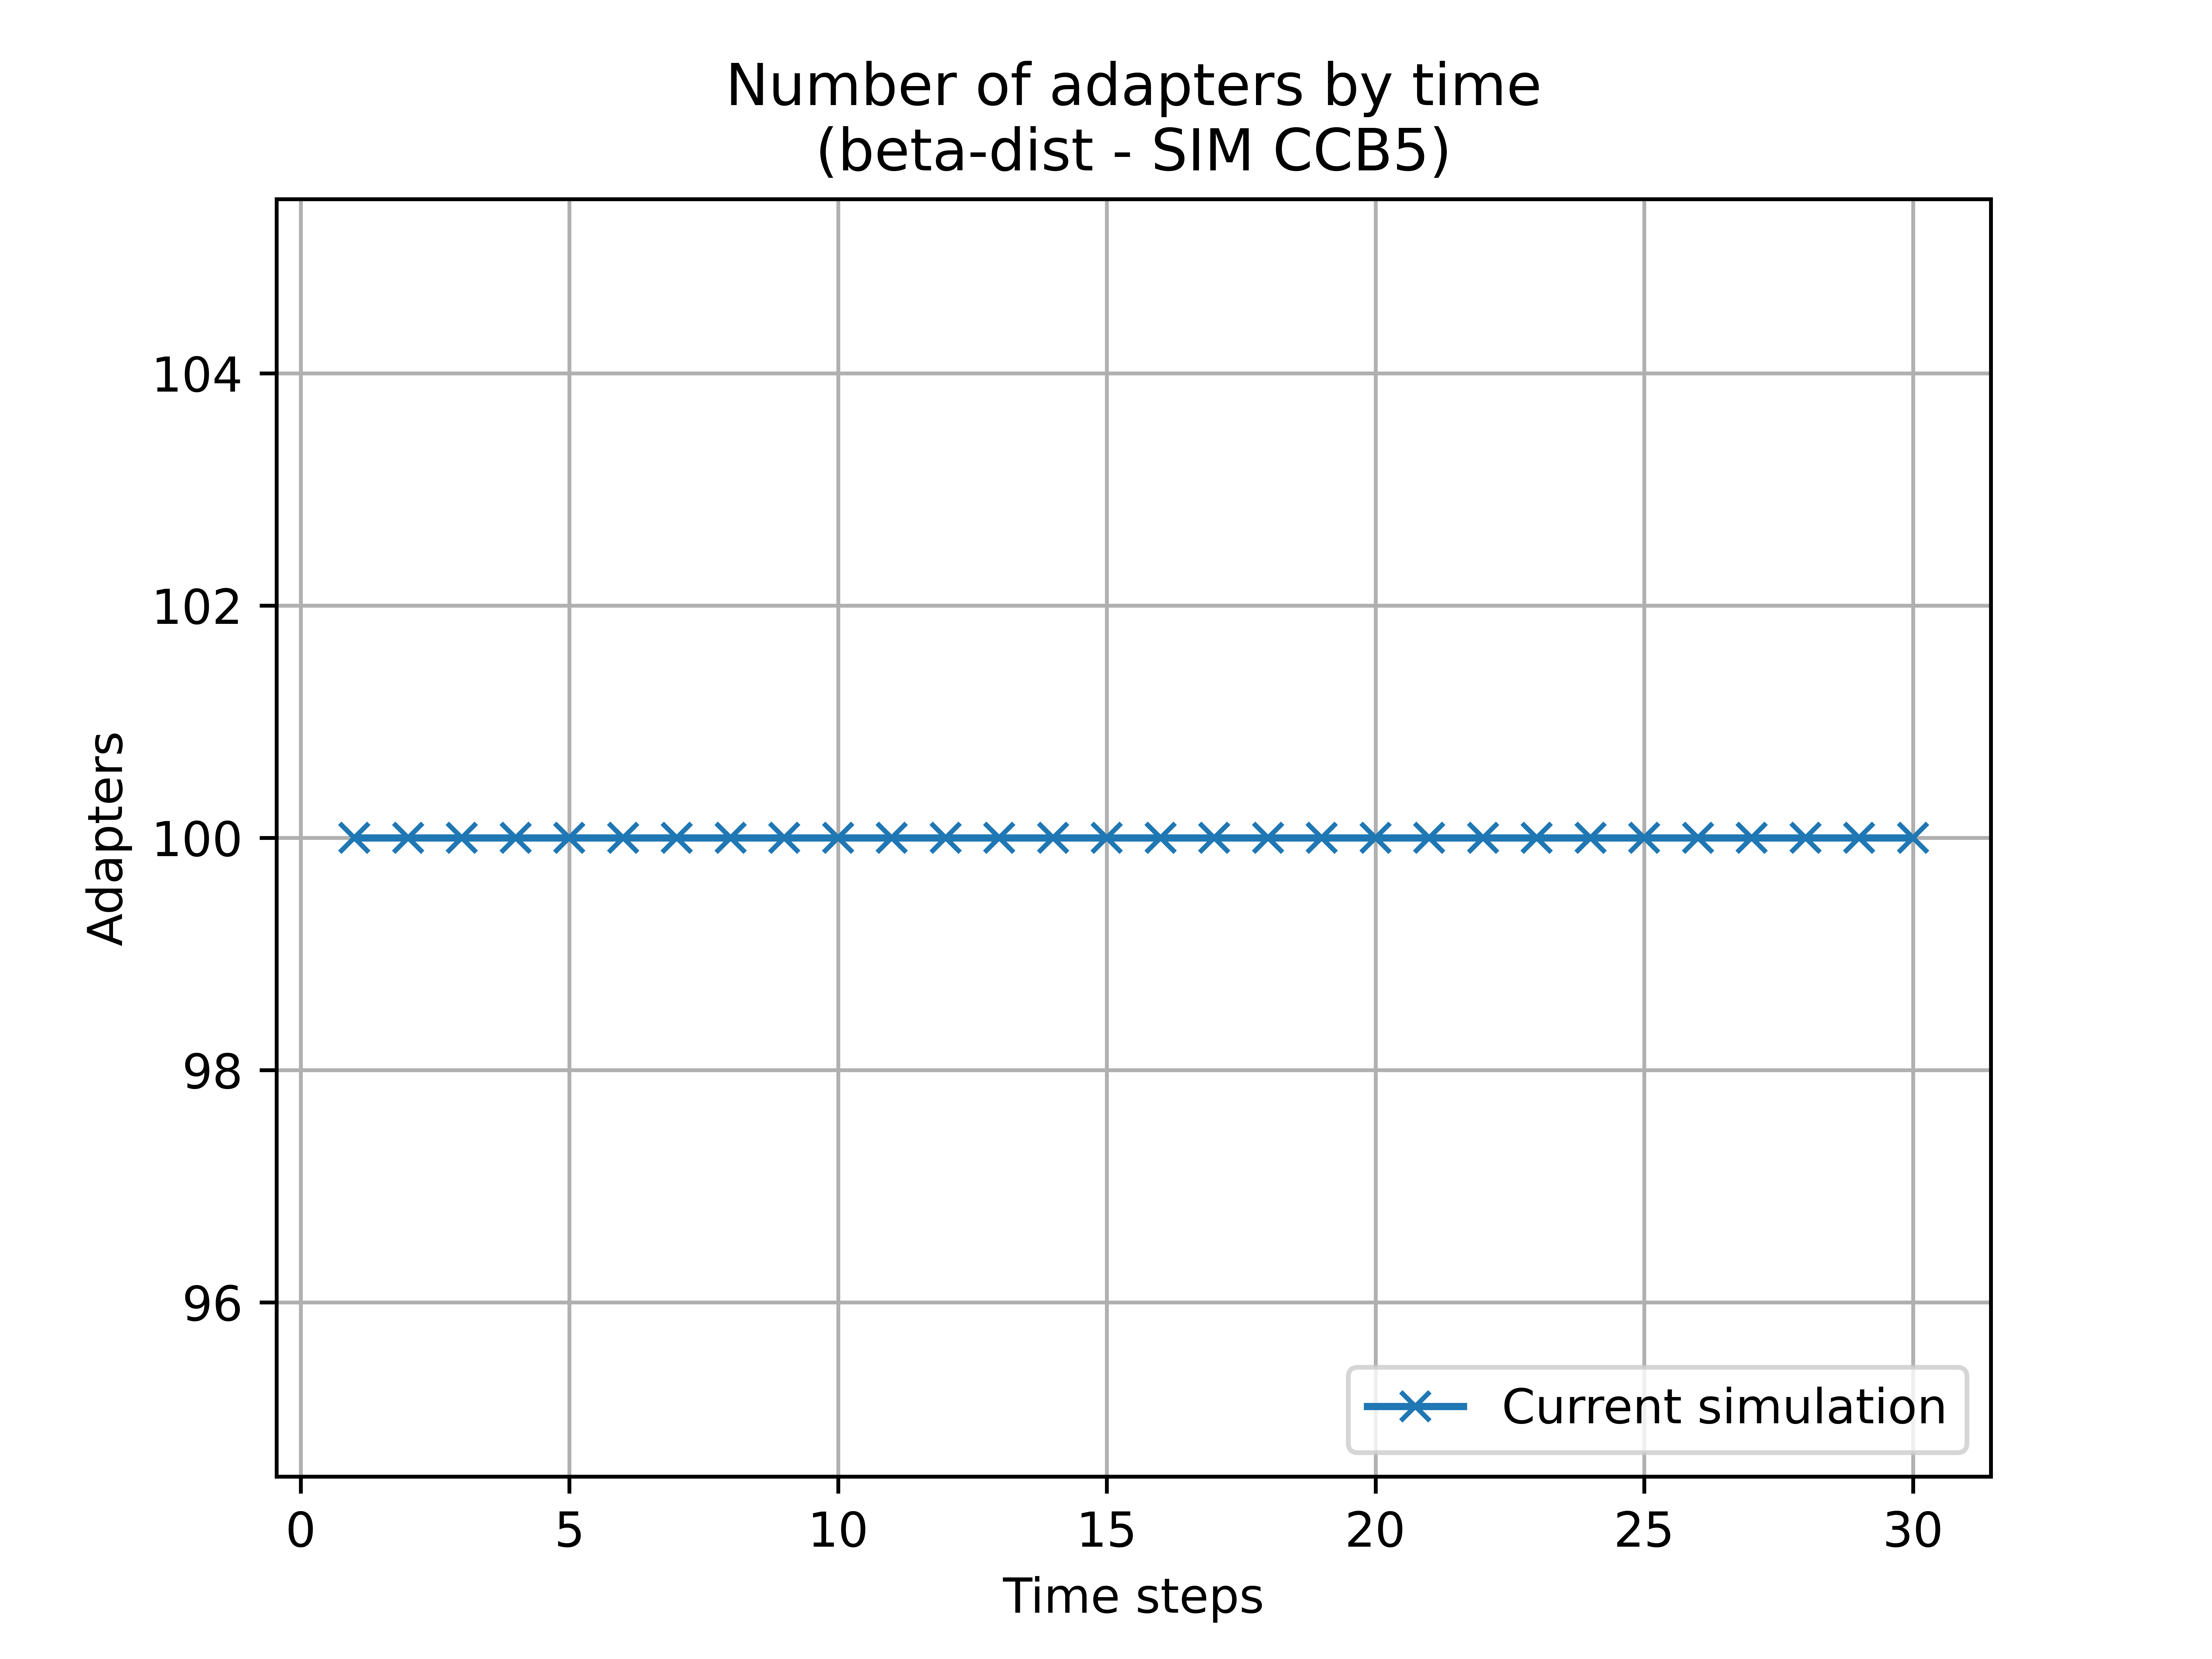 Number of adapters by time
(beta-dist - SIM CCB5)
104
102
100
98
96
Adapters
Current simulation
0 5 10 15 20 25 30
Time steps